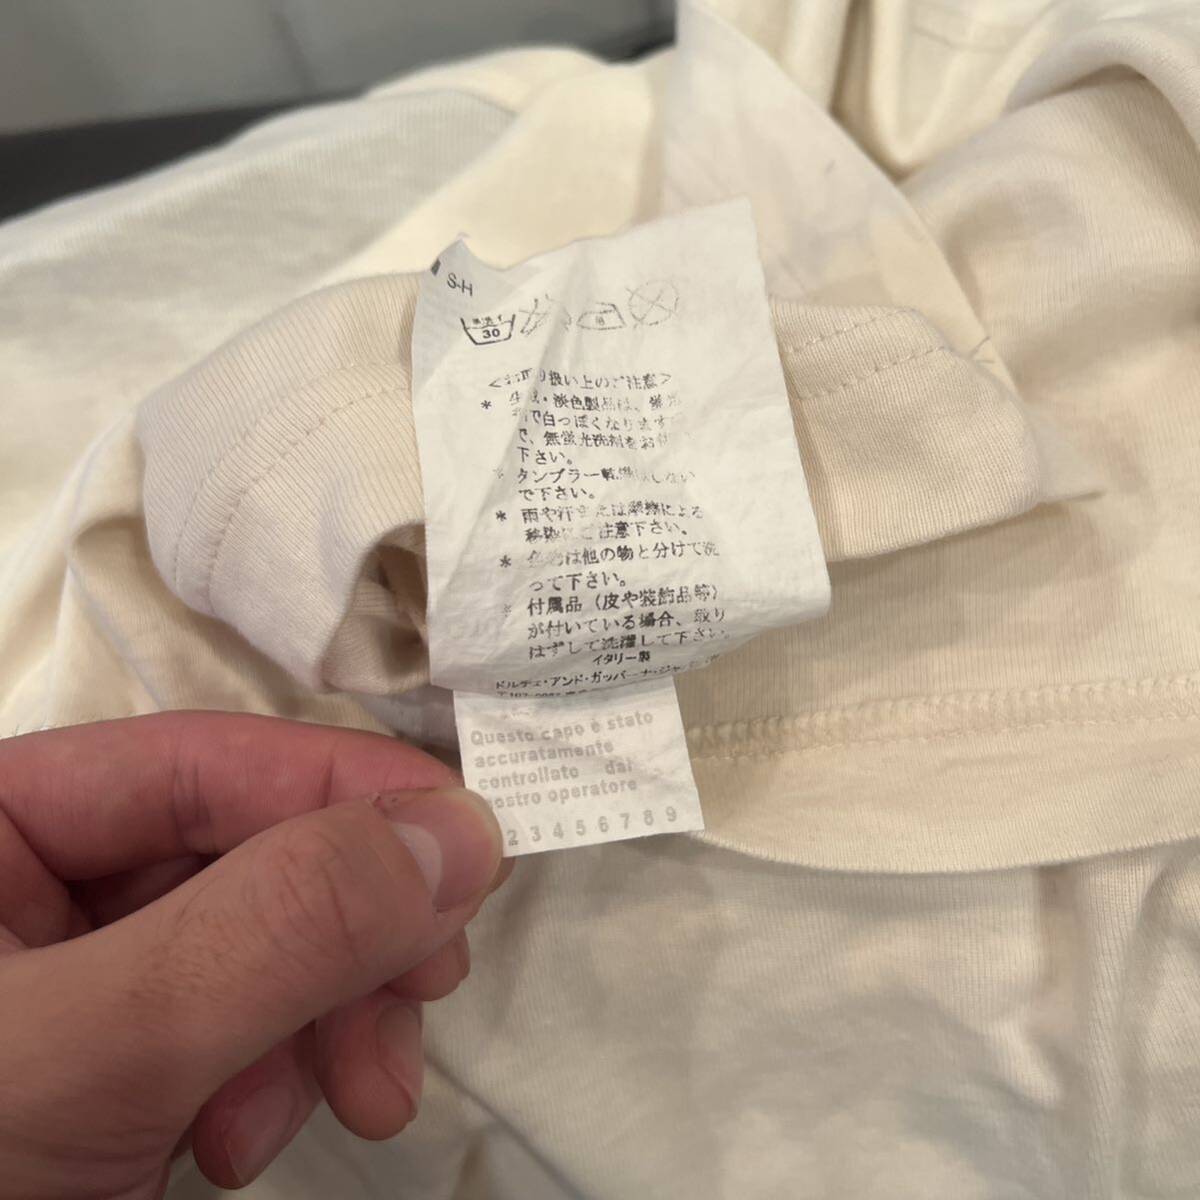 S-H
30
<お取り扱い上のご注意>
* 生成・淡色製品は、蛍光
剤で白っぽくなります
で、無蛍光洗剤をお使
下さい。
* タンブラー乾燥はしない
で下さい。
* 雨や汗または摩擦による
移染にご注意下さい。
* 色物は他の物と分けて洗
って下さい。
* 付属品(皮や装飾品等)
が付いている場合、取り
はずして洗濯して下さい。
イタリー製
ドルチェ・アンド・ガッバーナ・ジャ
Questo capo è stato
accuratamente
controllato dal
nostro operatore
2 3 4 5 6 7 8 9